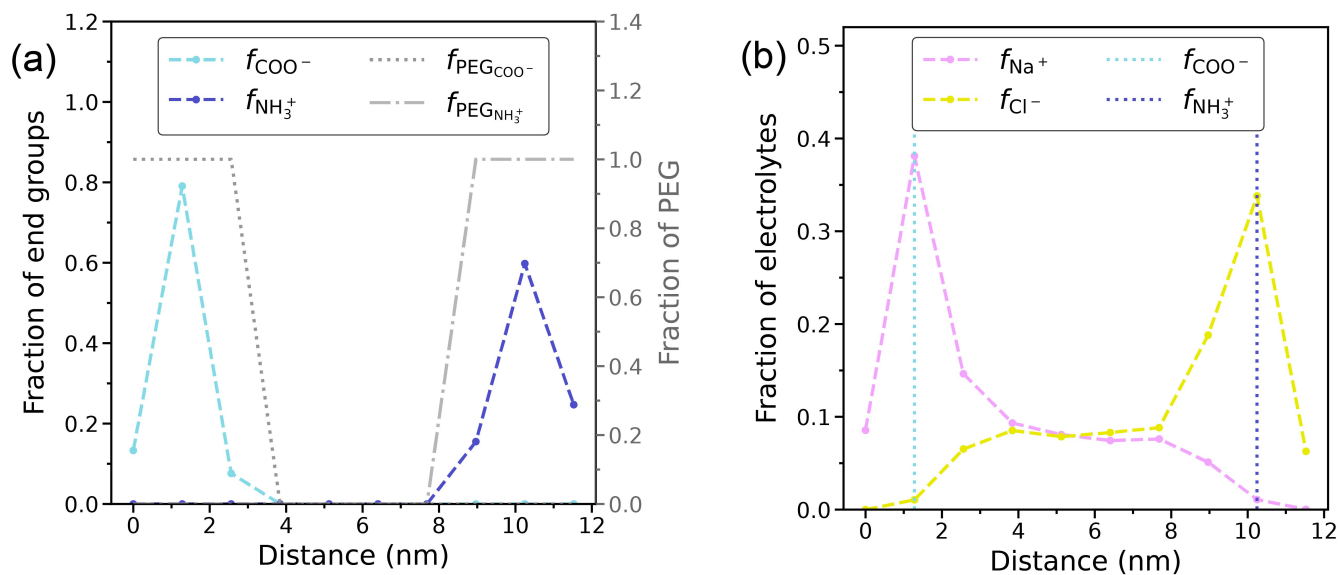 (a)
Fraction of end groups
1.2
1.0
0.8
0.6
0.4
0.2
0.0
f_COO⁻
f_NH₃⁺
f_PEG_COO⁻
f_PEG_NH₃⁺
1.4
1.2
1.0
0.8
0.6
0.4
0.2
0.0
Fraction of PEG
0 2 4 6 8 10 12
Distance (nm)
(b)
Fraction of electrolytes
0.5
0.4
0.3
0.2
0.1
0.0
f_Na⁺
f_Cl⁻
f_COO⁻
f_NH₃⁺
0 2 4 6 8 10 12
Distance (nm)